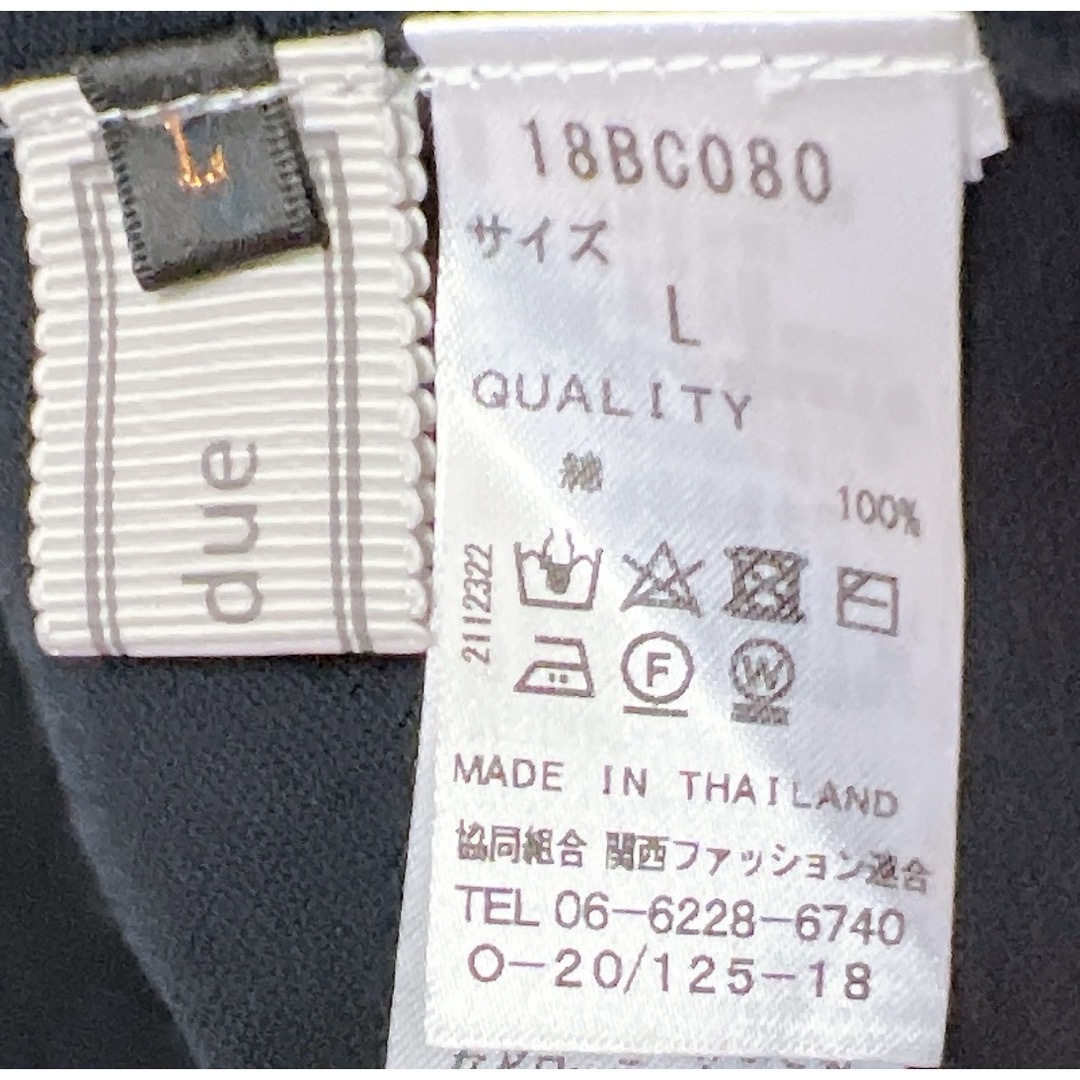 L
due
18BC080
サイズ
L
QUALITY
綿
100%
2112322
F
W
MADE IN THAILAND
協同組合 関西ファッション連合
TEL 06-6228-6740
O-20/125-18